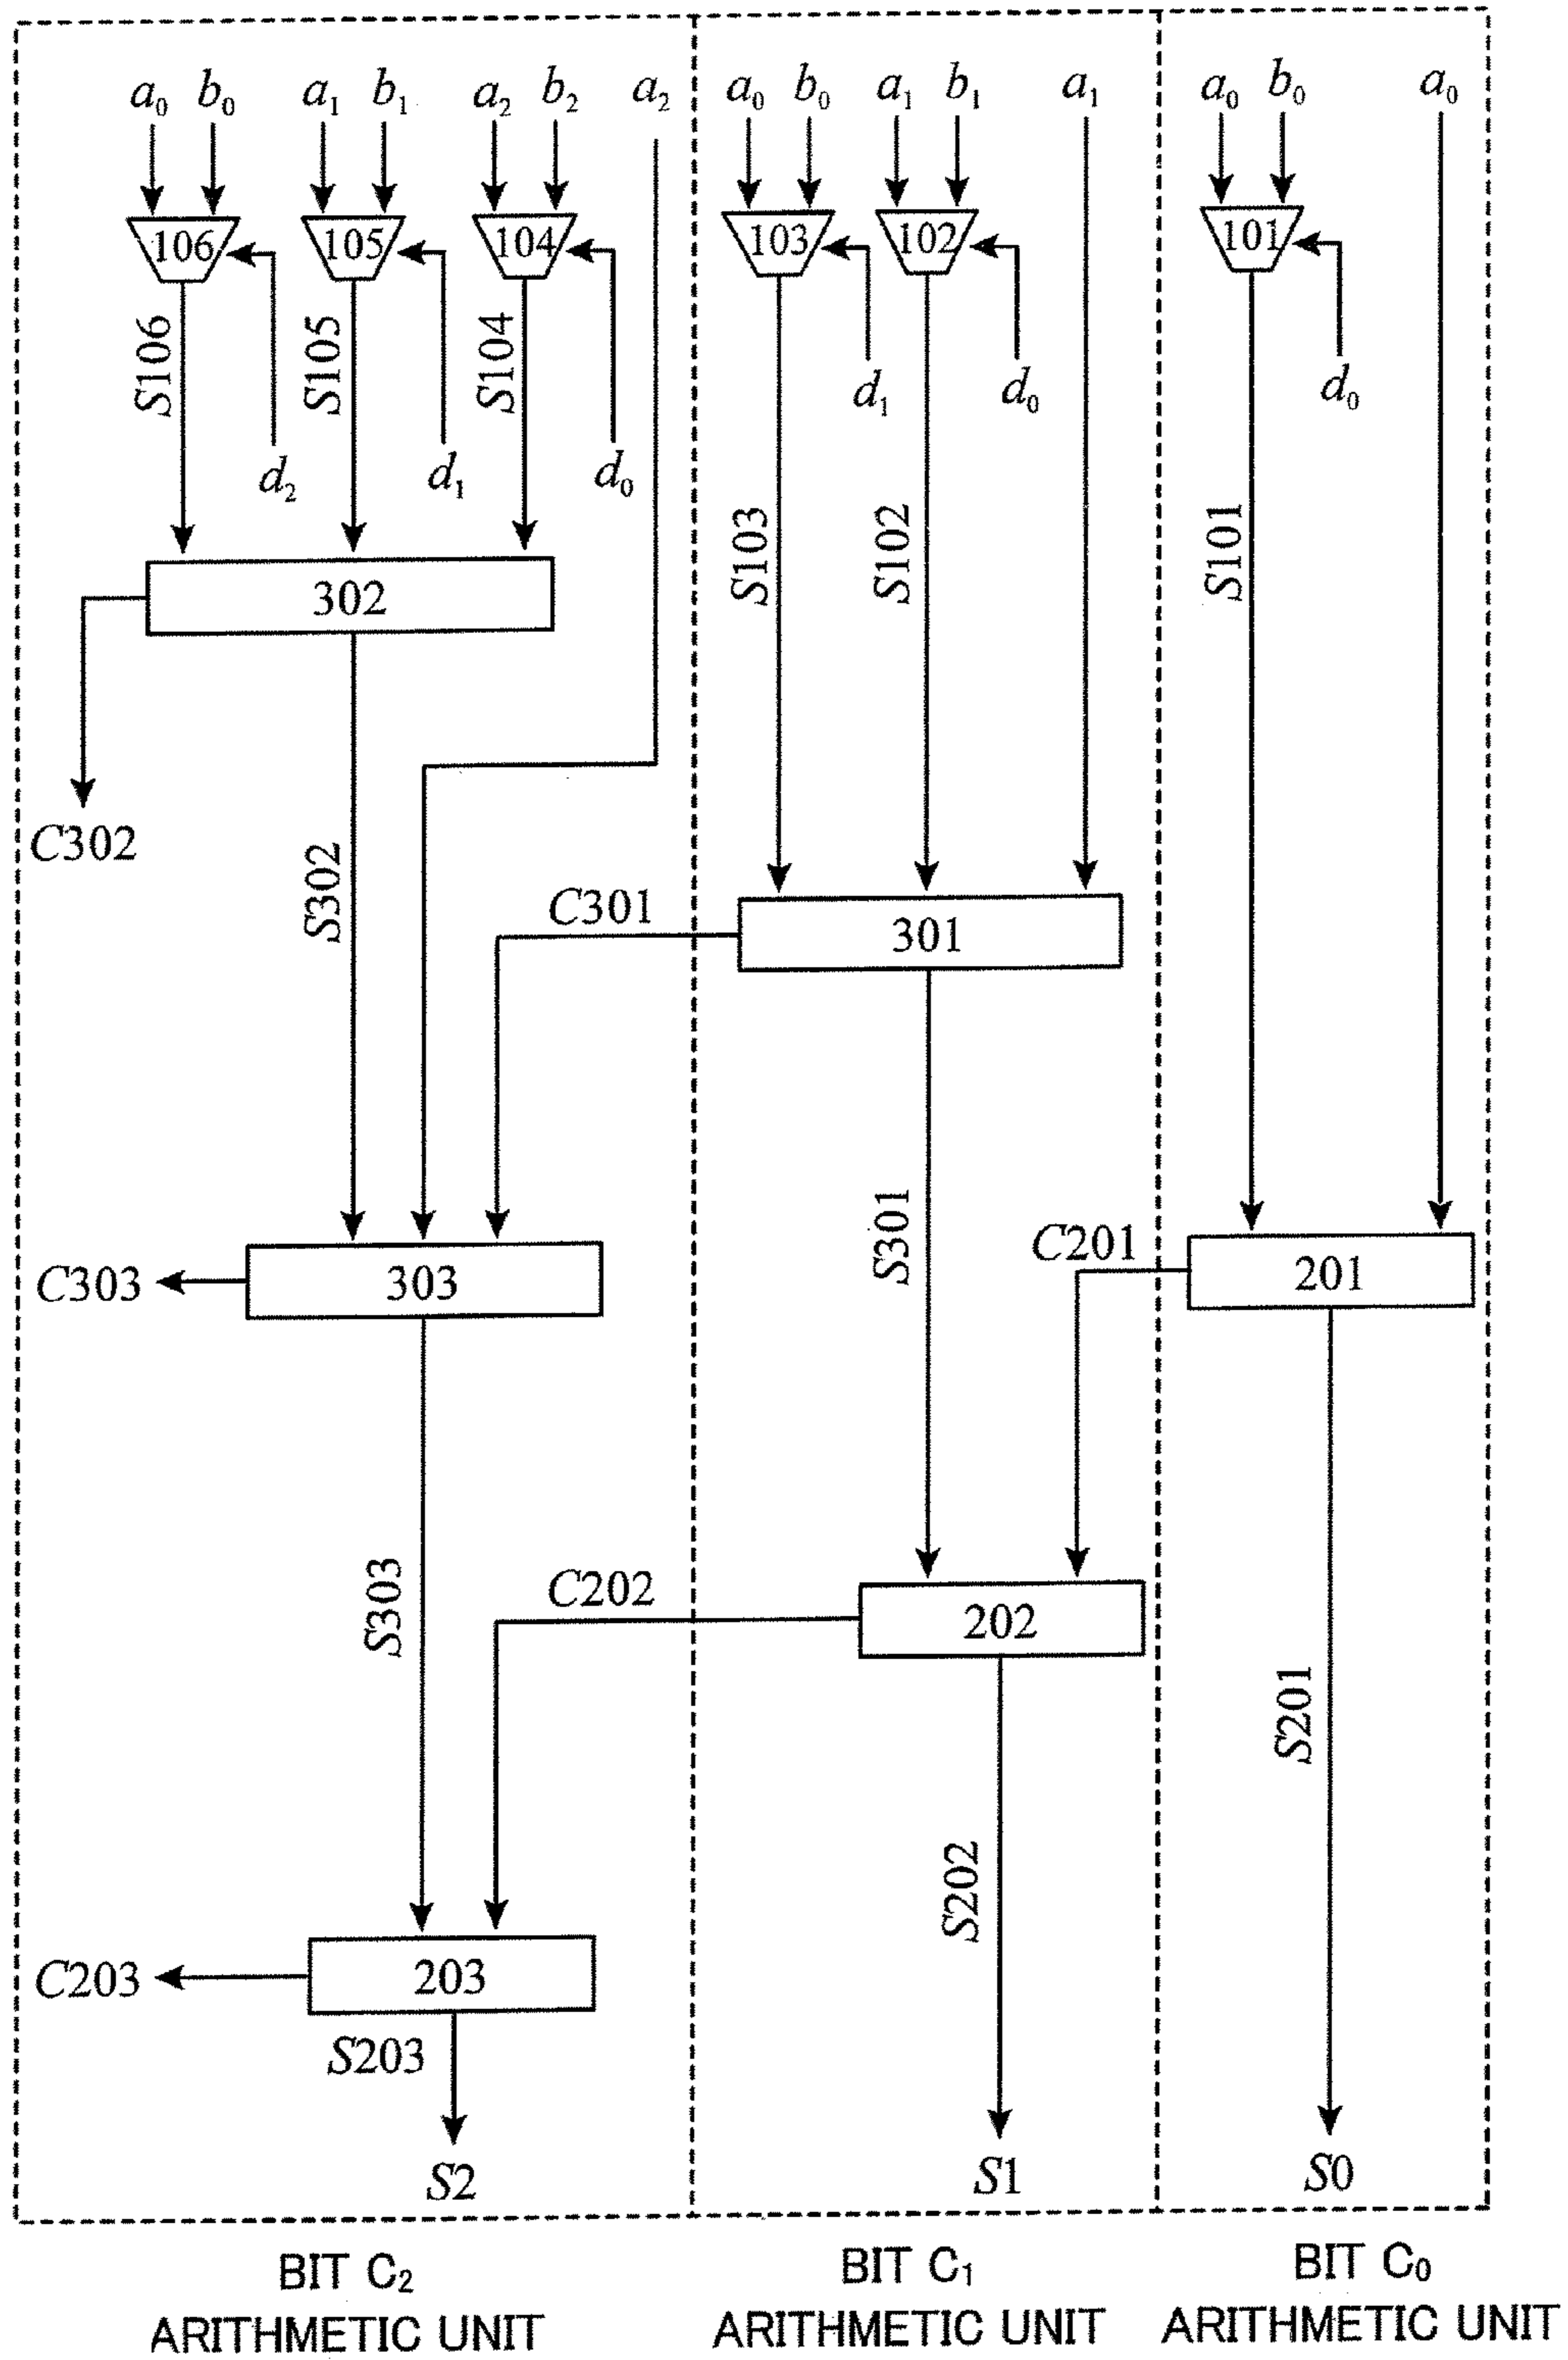 a₀ b₀ a₁ b₁ a₂ b₂ a₂ a₀ b₀ a₁ b₁ a₁ a₀ b₀ a₀
106 105 104 103 102 101
S106 S105 S104 d₁ d₀ d₀
d₂ d₁ d₀
S103 S102 S101
302
C302 S302
C301 301
S301
C303 303 C201 201
S303 C202 202
S202 S201
C203 203
S203
S2 S1 S0
BIT C₂ BIT C₁ BIT C₀
ARITHMETIC UNIT ARITHMETIC UNIT ARITHMETIC UNIT